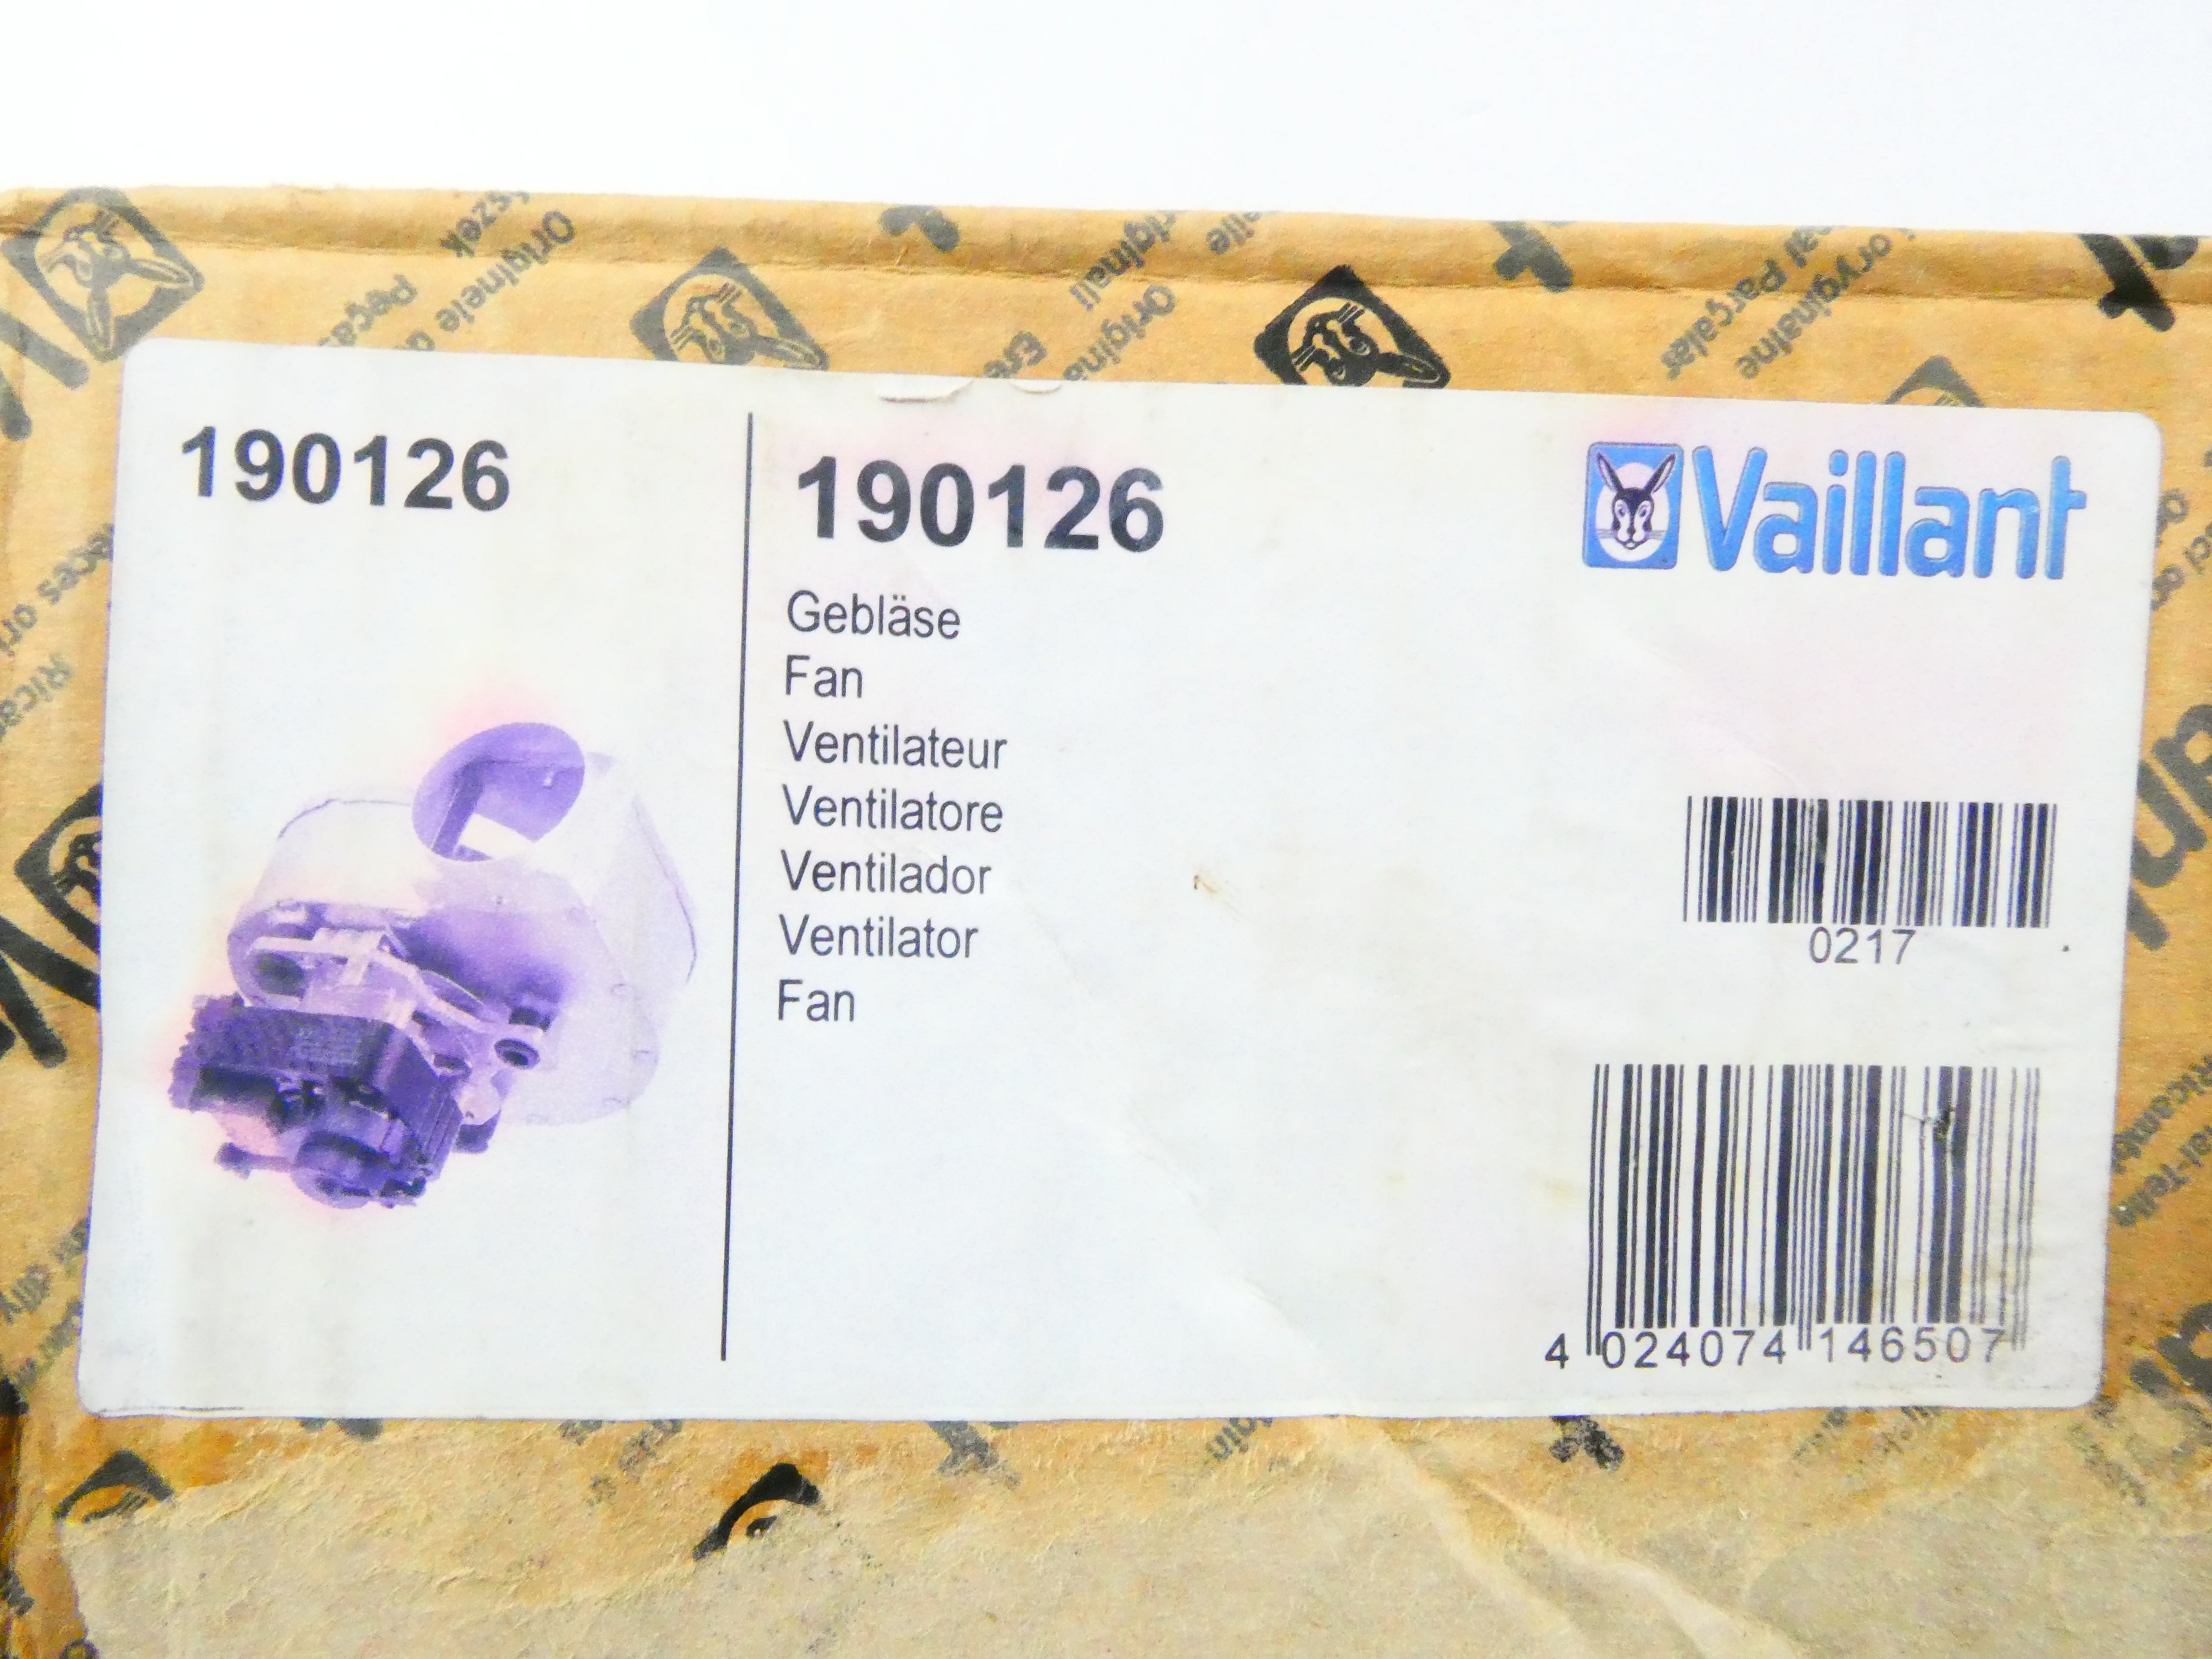 190126
190126
Vaillant
Gebläse
Fan
Ventilateur
Ventilatore
Ventilador
Ventilator
Fan
0217
4 024074 146507